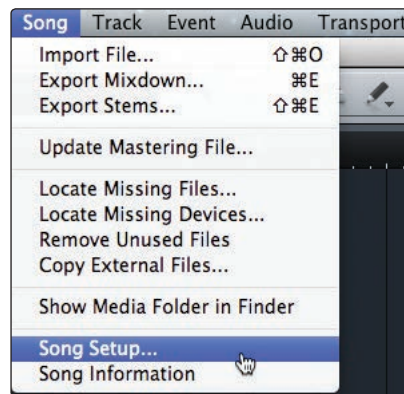 Song Track Event Audio Transport
Import File... ⇧⌘O
Export Mixdown... ⌘E
Export Stems... ⇧⌘E
Update Mastering File...
Locate Missing Files...
Locate Missing Devices...
Remove Unused Files
Copy External Files...
Show Media Folder in Finder
Song Setup...
Song Information